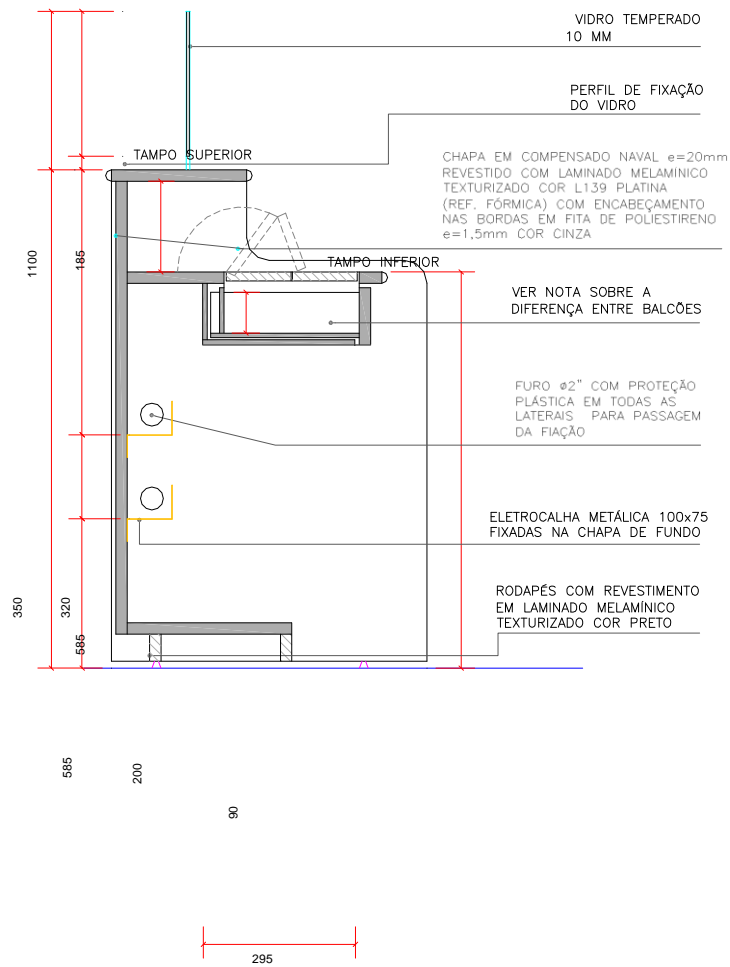 VIDRO TEMPERADO
10 MM
PERFIL DE FIXAÇÃO
DO VIDRO
TAMPO SUPERIOR
CHAPA EM COMPENSADO NAVAL e=20mm
REVESTIDO COM LAMINADO MELAMÍNICO
TEXTURIZADO COR L139 PLATINA
(REF. FÓRMICA) COM ENCABEÇAMENTO
NAS BORDAS EM FITA DE POLIESTIRENO
e=1,5mm COR CINZA
1100
185
TAMPO INFERIOR
VER NOTA SOBRE A
DIFERENÇA ENTRE BALCÕES
FURO ø2" COM PROTEÇÃO
PLÁSTICA EM TODAS AS
LATERAIS PARA PASSAGEM
DA FIAÇÃO
ELETROCALHA METÁLICA 100x75
FIXADAS NA CHAPA DE FUNDO
RODAPÉS COM REVESTIMENTO
EM LAMINADO MELAMÍNICO
TEXTURIZADO COR PRETO
350
320
585
585
200
90
295